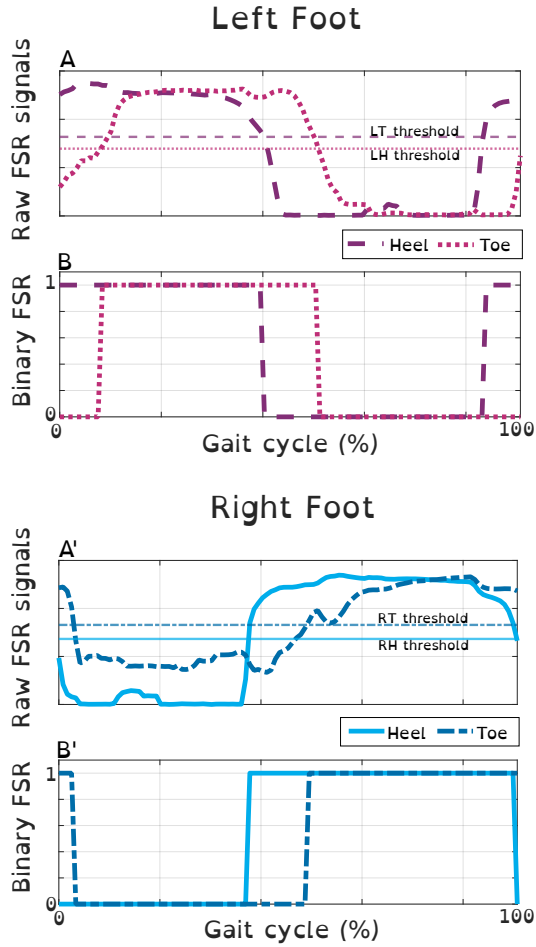 Left Foot
A
Raw FSR signals
LT threshold
LH threshold
Heel Toe
B
Binary FSR
1
0
0 100
Gait cycle (%)
Right Foot
A'
Raw FSR signals
RT threshold
RH threshold
Heel Toe
B'
Binary FSR
1
0
0 100
Gait cycle (%)